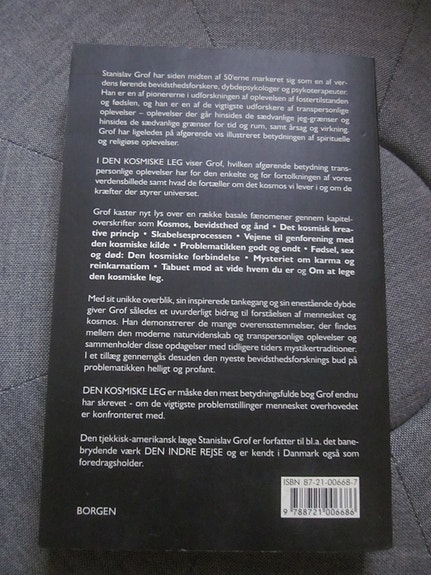 Stanislav Grof har siden midten af 50'erne markeret sig som en af ver-
dens førende bevidsthedsforskere, dybdepsykologer og psykoterapeuter.
Han er en af pionererne i udforskningen af oplevelsen af fostertilstanden
og fødslen, og han er en af de vigtigste udforskere af transpersonlige
oplevelser – oplevelser der går hinsides de sædvanlige jeg-grænser og
hinsides de sædvanlige grænser for tid og rum, samt årsag og virkning.
Grof har ligeledes på afgørende vis illustreret betydningen af spirituelle
og religiøse oplevelser.
I DEN KOSMISKE LEG viser Grof, hvilken afgørende betydning trans-
personlige oplevelser har for den enkelte og for fortolkningen af vores
verdensbillede samt hvad de fortæller om det kosmos vi lever i og om de
kræfter der styrer universet.
Grof kaster nyt lys over en række basale fænomener gennem kapitel-
overskrifter som Kosmos, bevidsthed og ånd • Det kosmisk krea-
tive princip • Skabelsesprocessen • Vejene til genforening med
den kosmiske kilde • Problematikken godt og ondt • Fødsel, sex
og død: Den kosmiske forbindelse • Mysteriet om karma og
reinkarnatiom • Tabuet mod at vide hvem du er og Om at lege
den kosmiske leg.
Med sit unikke overblik, sin inspirerede tankegang og sin enestående dybde
giver Grof således et uvurderligt bidrag til forståelsen af mennesket og
kosmos. Han demonstrerer de mange overensstemmelser, der findes
mellem den moderne naturvidenskab og transpersonlige oplevelser og
sammenholder disse opdagelser med tidligere tiders mystikertraditioner.
I et tillæg gennemgås desuden den nyeste bevidsthedsforsknings bud på
problematikken helligt og profant.
DEN KOSMISKE LEG er måske den mest betydningsfulde bog Grof endnu
har skrevet - om de vigtigste problemstillinger mennesket overhovedet
er konfronteret med.
Den tjekkisk-amerikansk læge Stanislav Grof er forfatter til bl.a. det bane-
brydende værk DEN INDRE REJSE og er kendt i Danmark også som
foredragsholder.
ISBN 87-21-00668-7
9 788721 006686
BORGEN